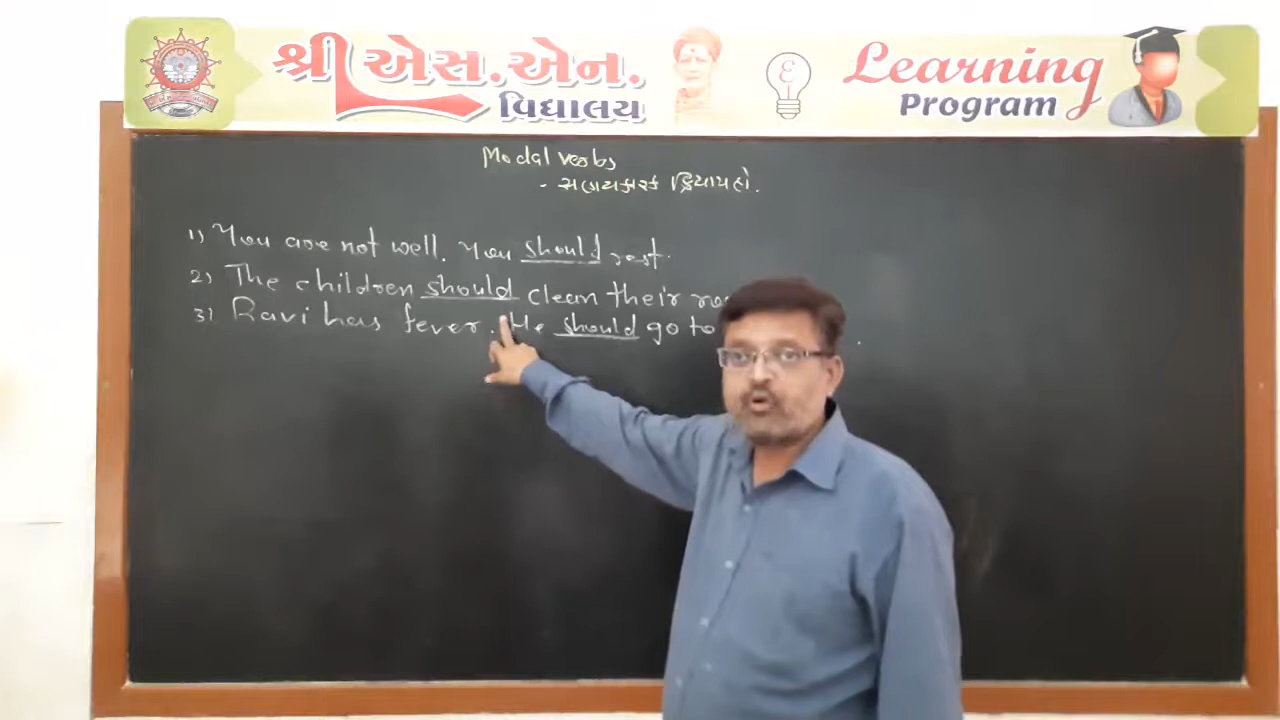 શ્રી એસ.એન.
વિદ્યાલય
Learning
Program
Modal verbs
- સહાયકારક ક્રિયાપદો.
1) You are not well. You should rest.
2) The children should clean their
3) Ravi has fever. He should go to